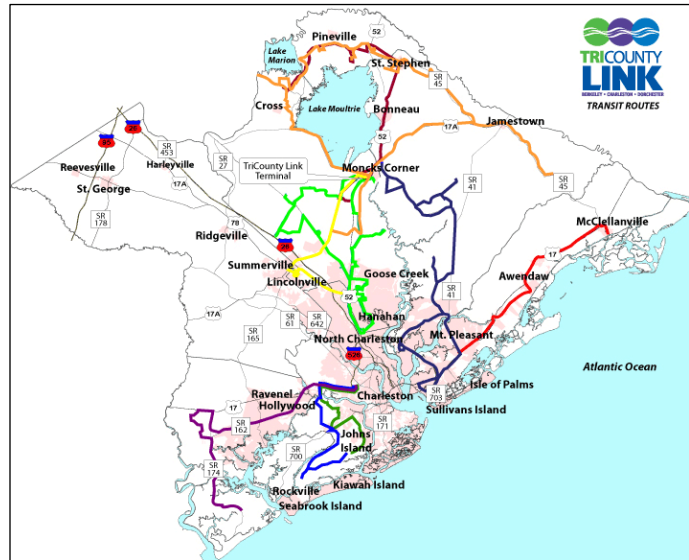 TRICOUNTY
LINK
BERKELEY • CHARLESTON • DORCHESTER
TRANSIT ROUTES
Pineville
52
Lake
Marion
St. Stephen
SR
45
Cross
Lake Moultrie
Bonneau
17A
Jamestown
26
95
SR
453
SR
27
52
Reevesville
Harleyville
TriCounty Link
Terminal
Moncks Corner
St. George
17A
SR
41
SR
45
SR
178
McClellanville
78
Ridgeville
26
17
Summerville
Goose Creek
Awendaw
Lincolnville
52
SR
41
17A
SR
61
SR
642
Hanahan
SR
165
North Charleston
Mt. Pleasant
526
Atlantic Ocean
Isle of Palms
Ravenel
Hollywood
Charleston
SR
703
Sullivans Island
17
SR
162
SR
171
Johns
Island
SR
700
SR
174
Kiawah Island
Rockville
Seabrook Island